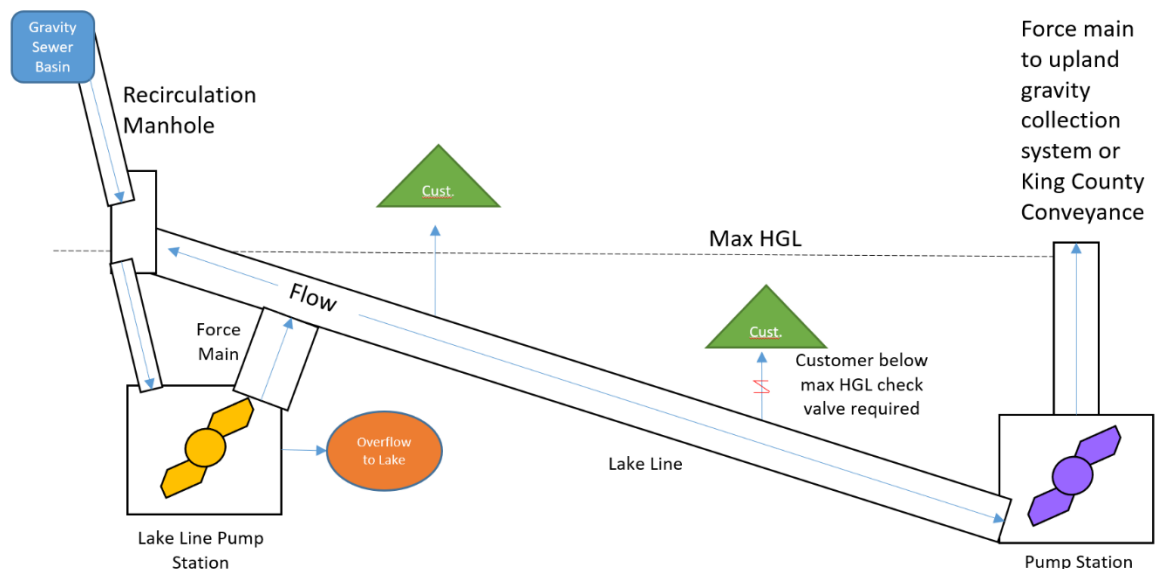 Gravity
Sewer
Basin
Recirculation
Manhole
Cust.
Max HGL
Force main
to upland
gravity
collection
system or
King County
Conveyance
Flow
Force
Main
Cust.
Customer below
max HGL check
valve required
Overflow
to Lake
Lake Line
Lake Line Pump
Station
Pump Station